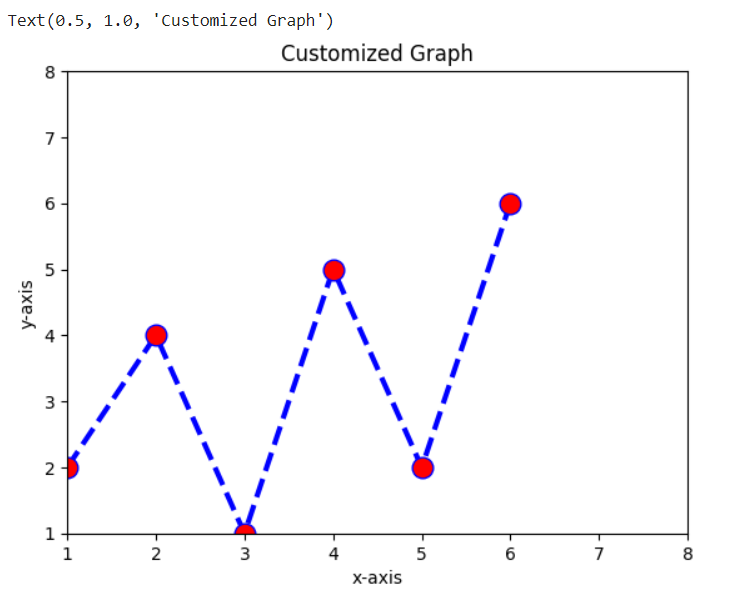 Text(0.5, 1.0, 'Customized Graph')
Customized Graph
8
7
6
5
4
3
2
1
y-axis
1 2 3 4 5 6 7 8
x-axis